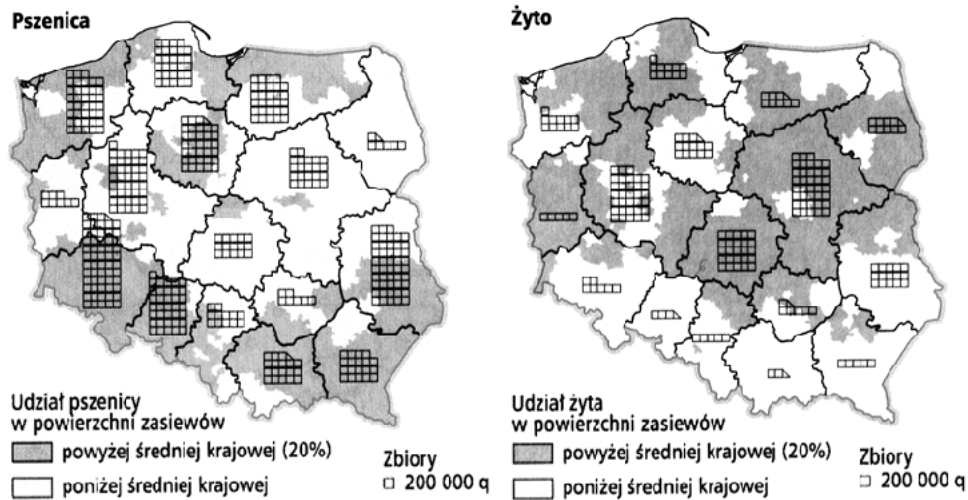 Pszenica
Udział pszenicy
w powierzchni zasiewów
powyżej średniej krajowej (20%)
poniżej średniej krajowej
Zbiory
200 000 q
Żyto
Udział żyta
w powierzchni zasiewów
powyżej średniej krajowej (20%)
poniżej średniej krajowej
Zbiory
200 000 q